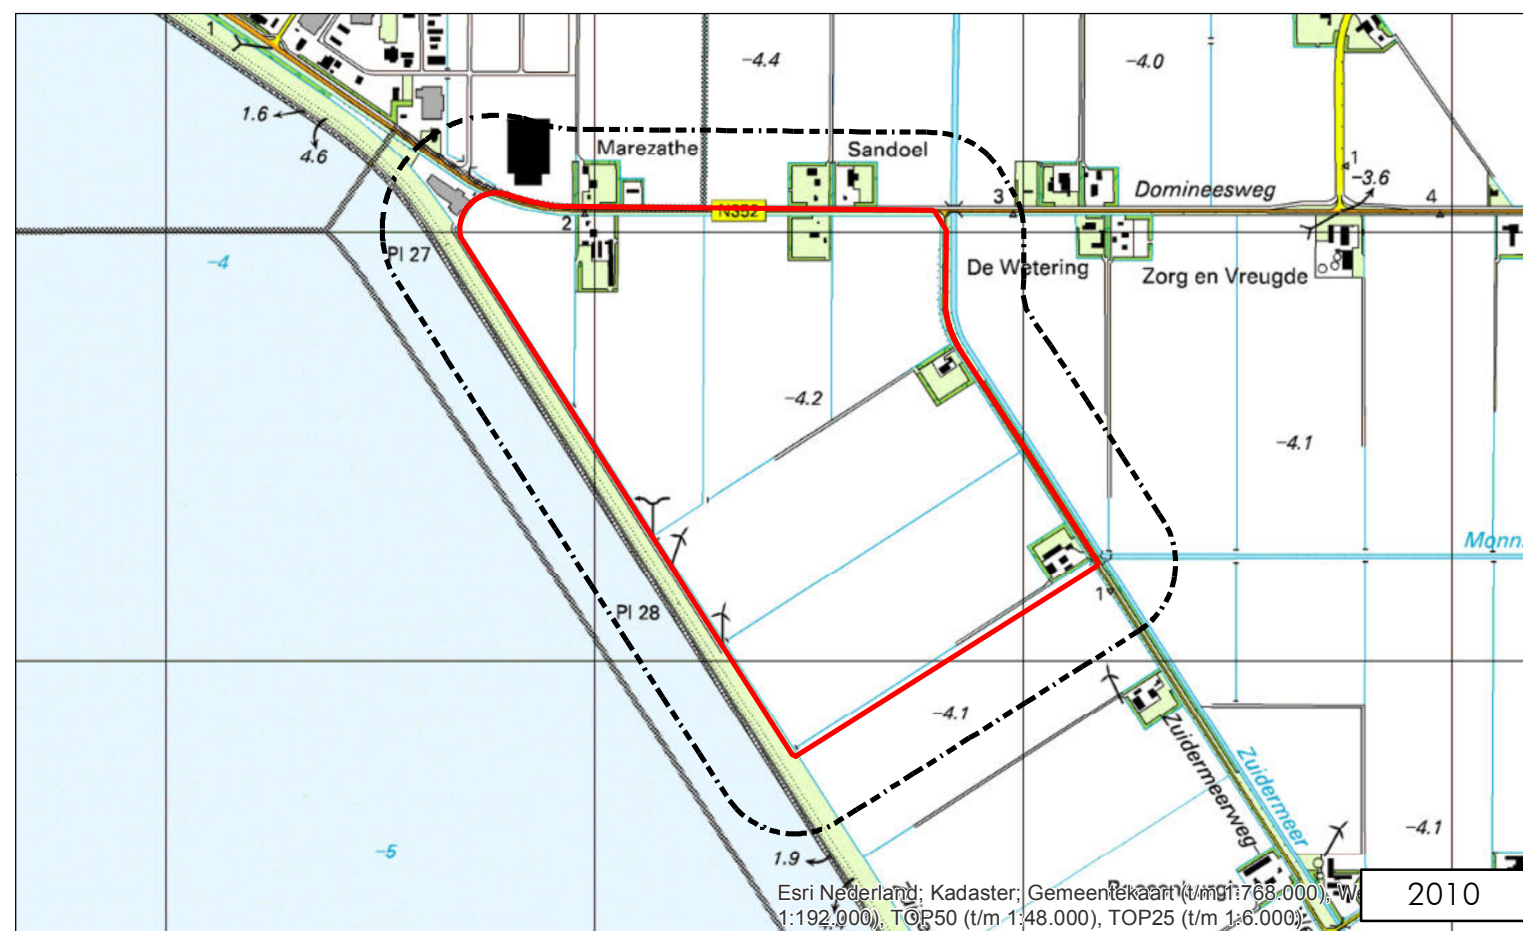 1
−4.4
−4.0
1.6
4.6
Marezathe
Sandoel
1
−3.6
Domineesweg
3
4
N352
2
PI 27
−4
De Wetering
Zorg en Vreugde
−4.2
−4.1
Monn
PI 28
1
−4.1
Zuidermeerweg
Zuidermeer
−5
1.9
−4.1
Esri Nederland; Kadaster; Gemeentekaart (t/m 1:768.000),
1:192.000), TOP50 (t/m 1:48.000), TOP25 (t/m 1:6.000)
2010